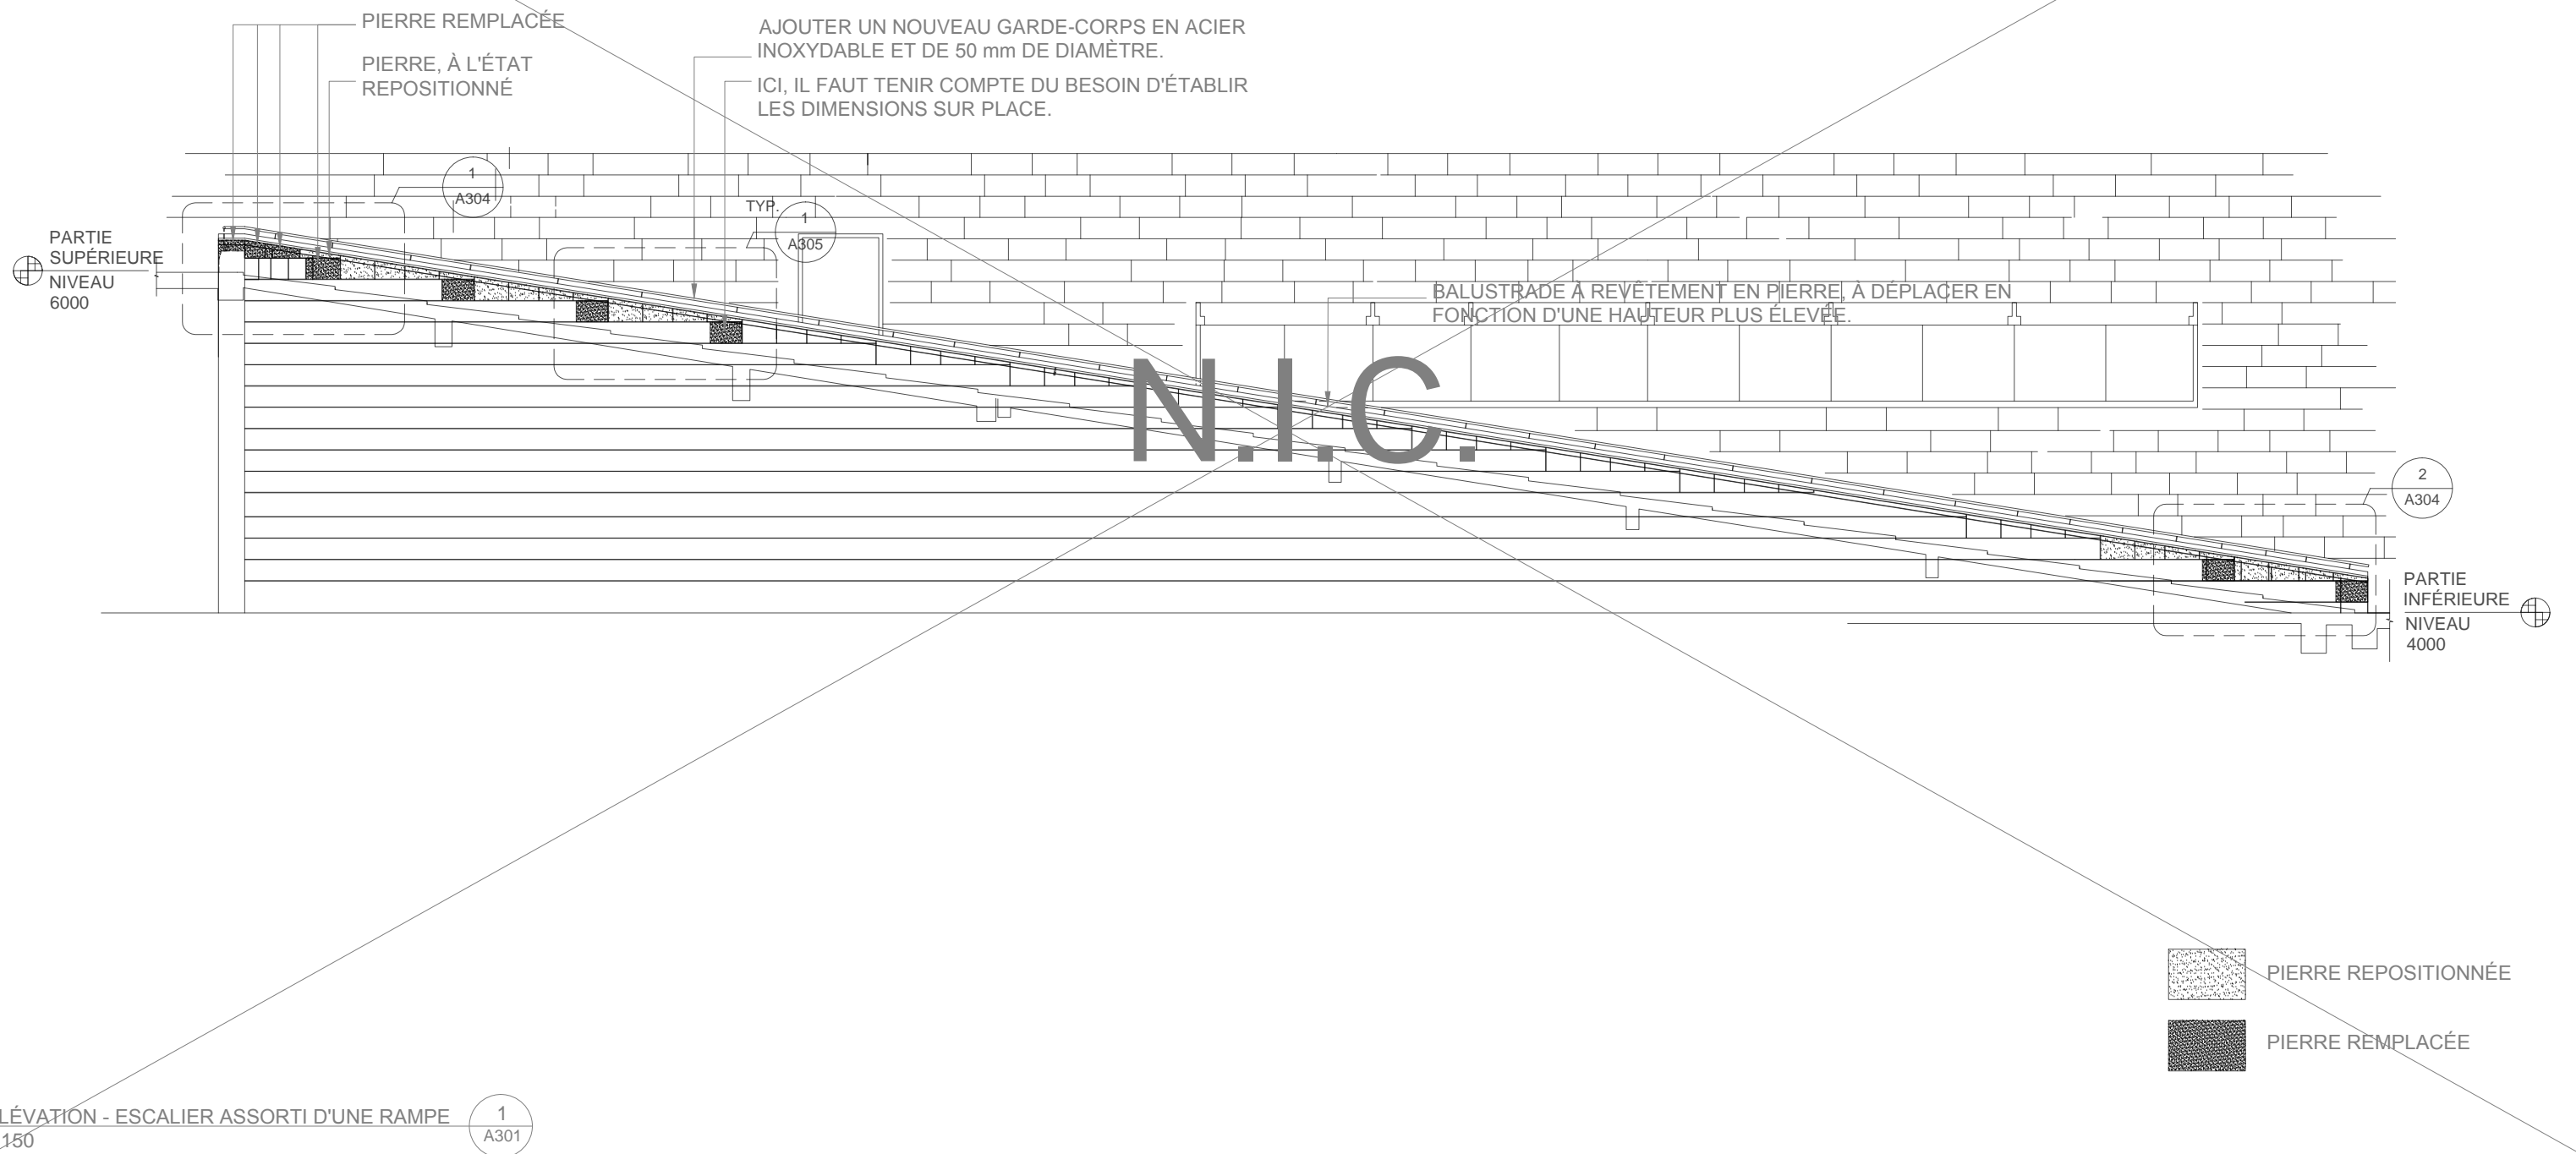 PIERRE REMPLACÉE
PIERRE, À L'ÉTAT
REPOSITIONNÉ
AJOUTER UN NOUVEAU GARDE-CORPS EN ACIER
INOXYDABLE ET DE 50 mm DE DIAMÈTRE.
ICI, IL FAUT TENIR COMPTE DU BESOIN D'ÉTABLIR
LES DIMENSIONS SUR PLACE.
1
A304
TYP.
1
A305
PARTIE
SUPÉRIEURE
NIVEAU
6000
BALUSTRADE À REVÊTEMENT EN PIERRE, À DÉPLACER EN
FONCTION D'UNE HAUTEUR PLUS ÉLEVÉE.
N.I.C.
2
A304
PARTIE
INFÉRIEURE
NIVEAU
4000
PIERRE REPOSITIONNÉE
PIERRE REMPLACÉE
LÉVATION - ESCALIER ASSORTI D'UNE RAMPE
150
1
A301